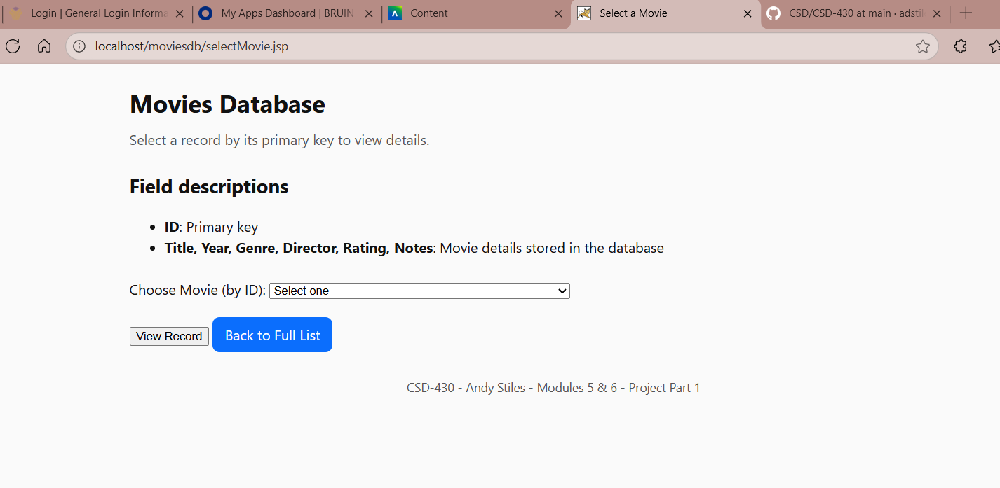 Login | General Login Informa
My Apps Dashboard | BRUIN
Content
Select a Movie
CSD/CSD-430 at main · adstil
localhost/moviesdb/selectMovie.jsp
Movies Database
Select a record by its primary key to view details.
Field descriptions
• ID: Primary key
• Title, Year, Genre, Director, Rating, Notes: Movie details stored in the database
Choose Movie (by ID): Select one
View Record Back to Full List
CSD-430 - Andy Stiles - Modules 5 & 6 - Project Part 1